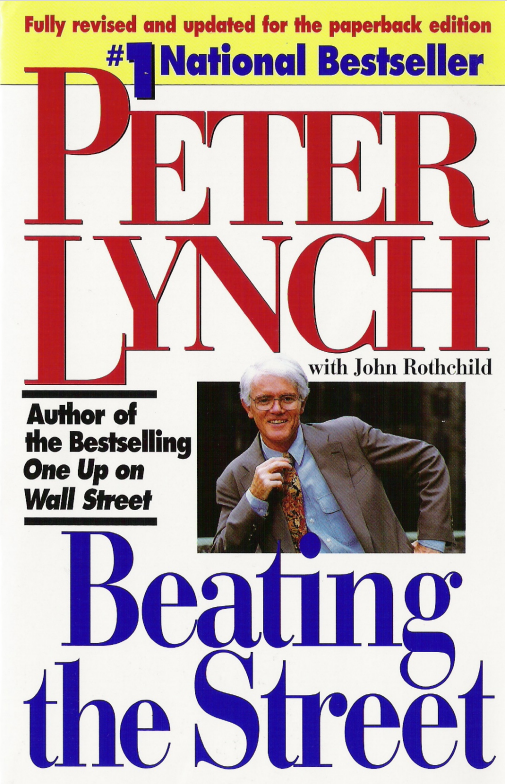 Fully revised and updated for the paperback edition
#1 National Bestseller
PETER
LYNCH
with John Rothchild
Author of
the Bestselling
One Up on
Wall Street
Beating
the Street